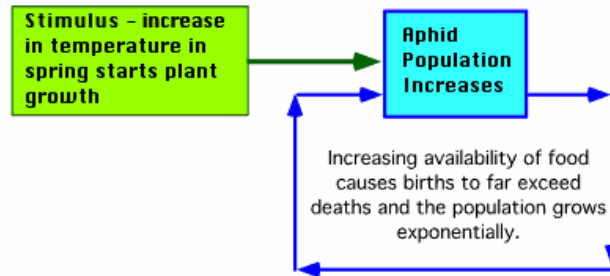 Stimulus – increase
in temperature in
spring starts plant
growth
Aphid
Population
Increases
Increasing availability of food
causes births to far exceed
deaths and the population grows
exponentially.